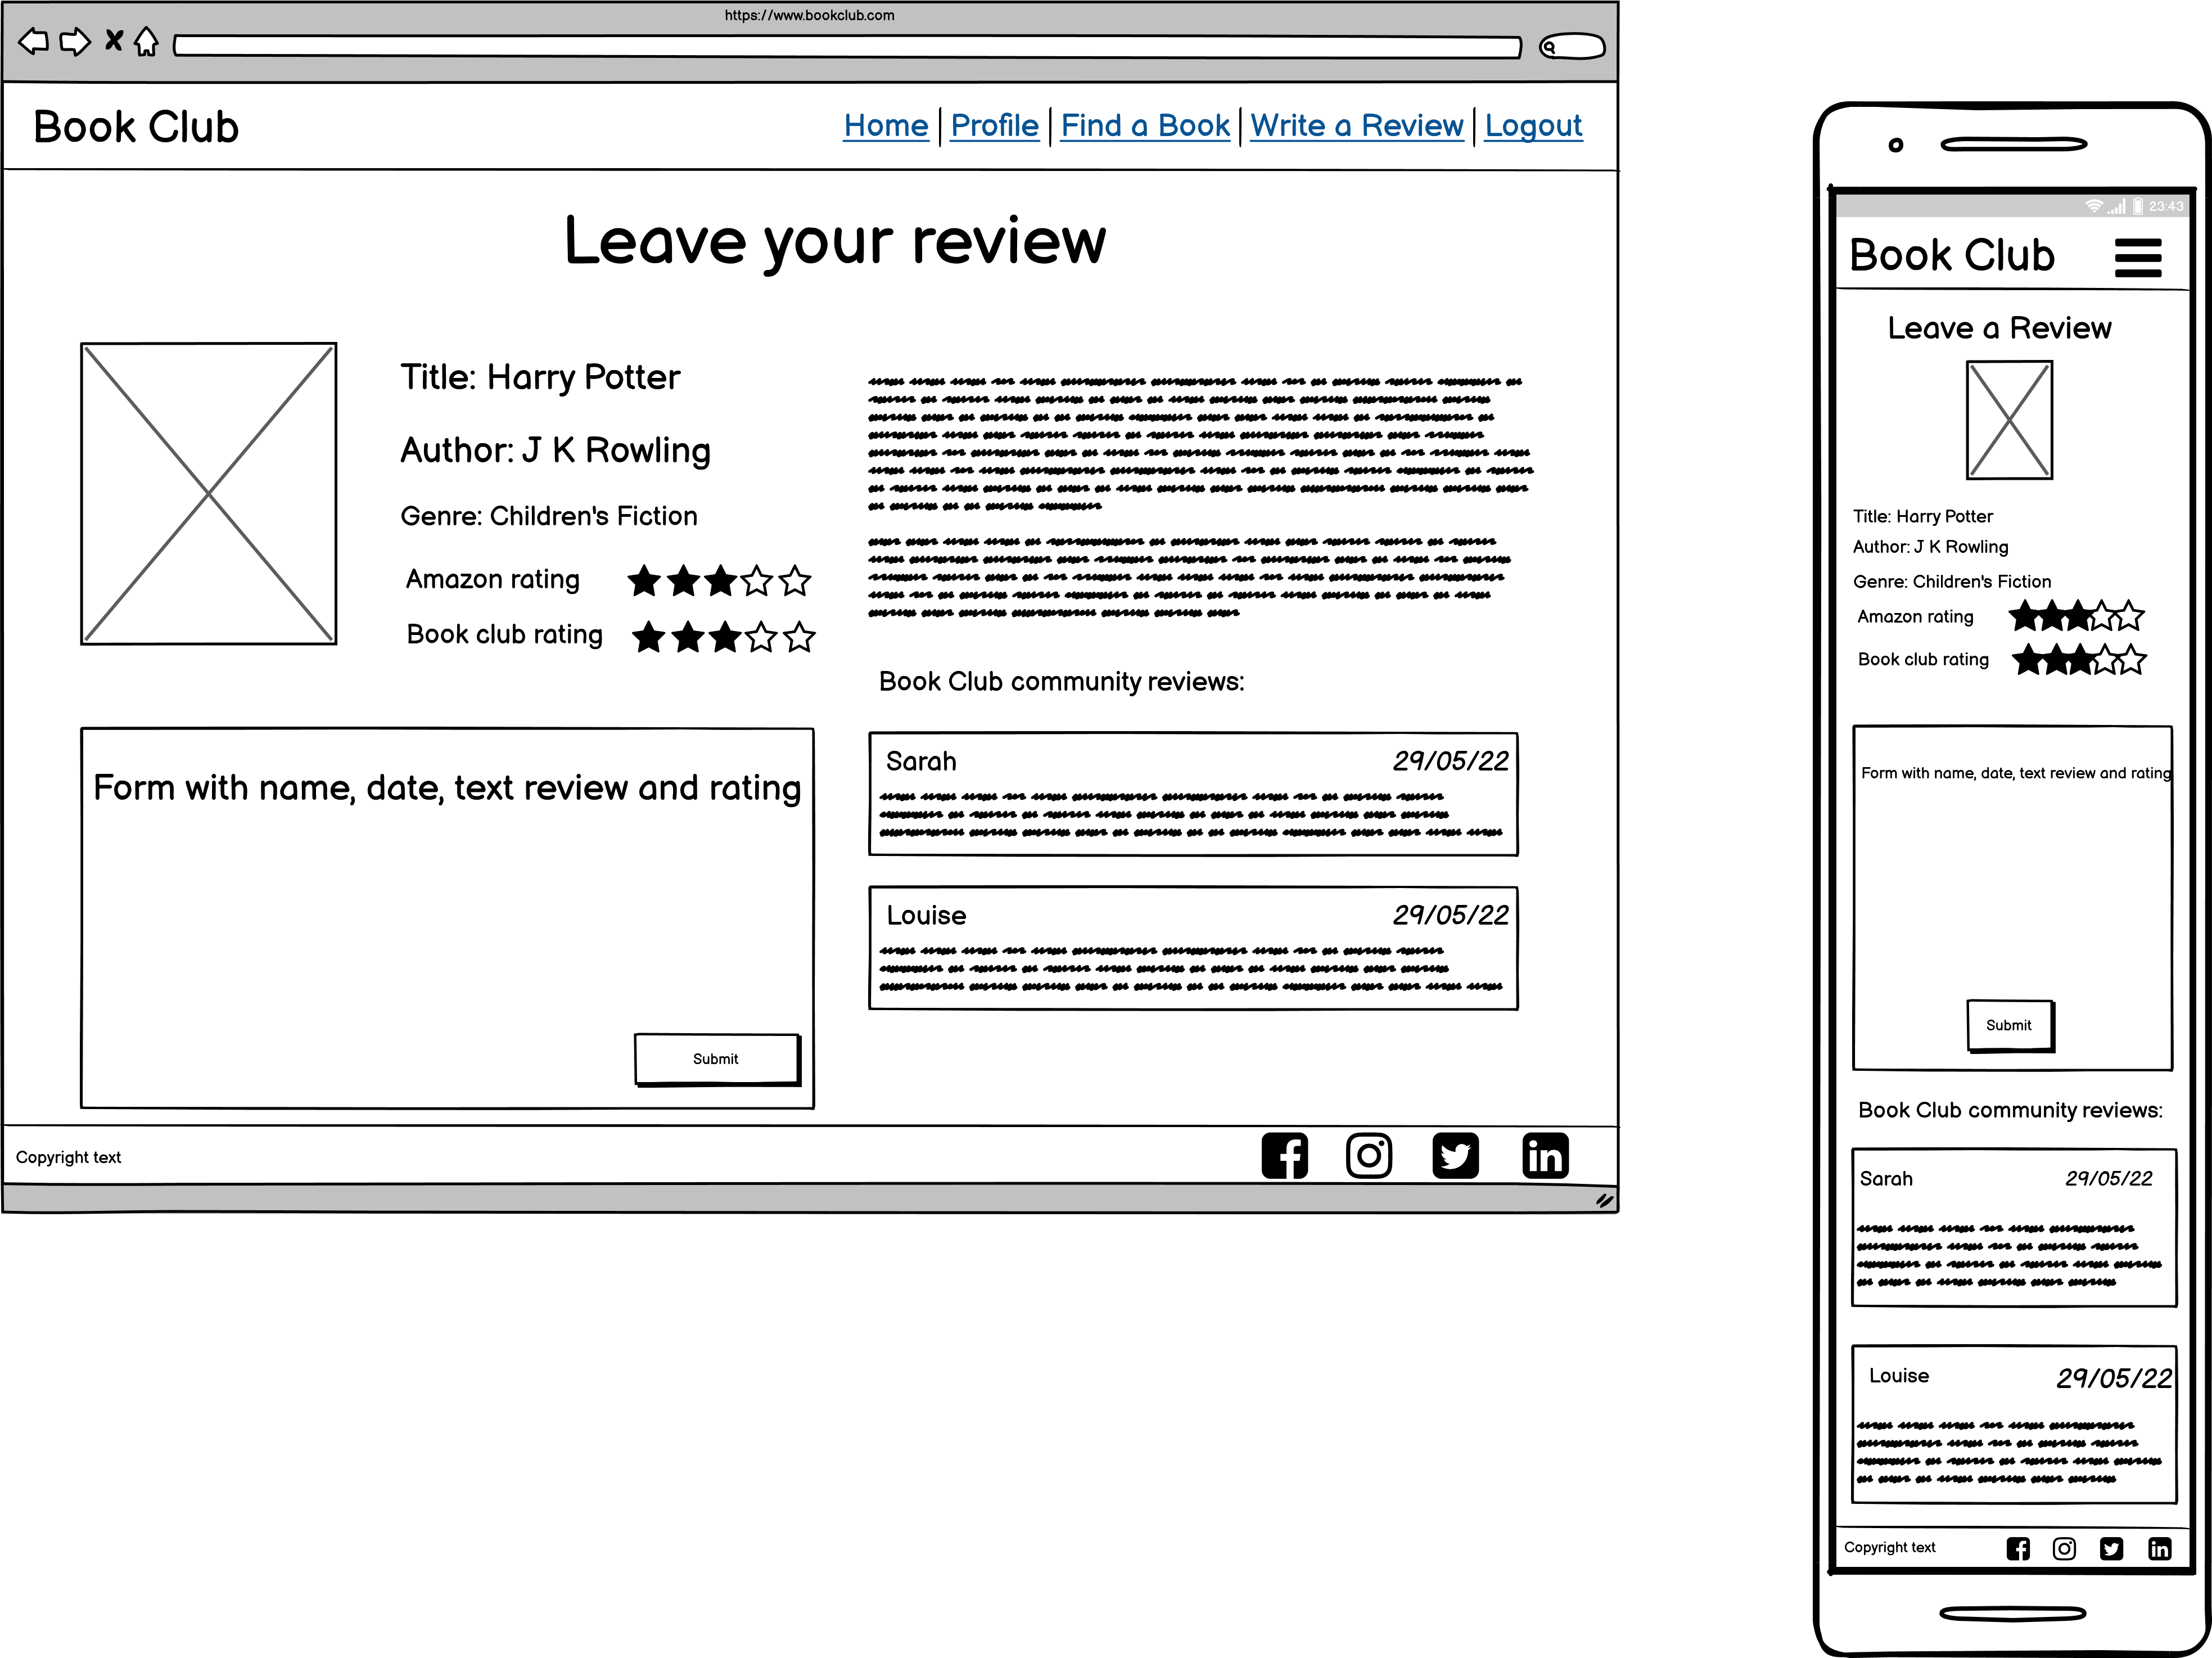 https://www.bookclub.com
Book Club
Home | Profile | Find a Book | Write a Review | Logout
Leave your review
Title: Harry Potter
Author: J K Rowling
Genre: Children's Fiction
Amazon rating
Book club rating
Form with name, date, text review and rating
Submit
Book Club community reviews:
Sarah 29/05/22
Louise 29/05/22
Copyright text
23:43
Book Club
Leave a Review
Title: Harry Potter
Author: J K Rowling
Genre: Children's Fiction
Amazon rating
Book club rating
Form with name, date, text review and rating
Submit
Book Club community reviews:
Sarah 29/05/22
Louise 29/05/22
Copyright text